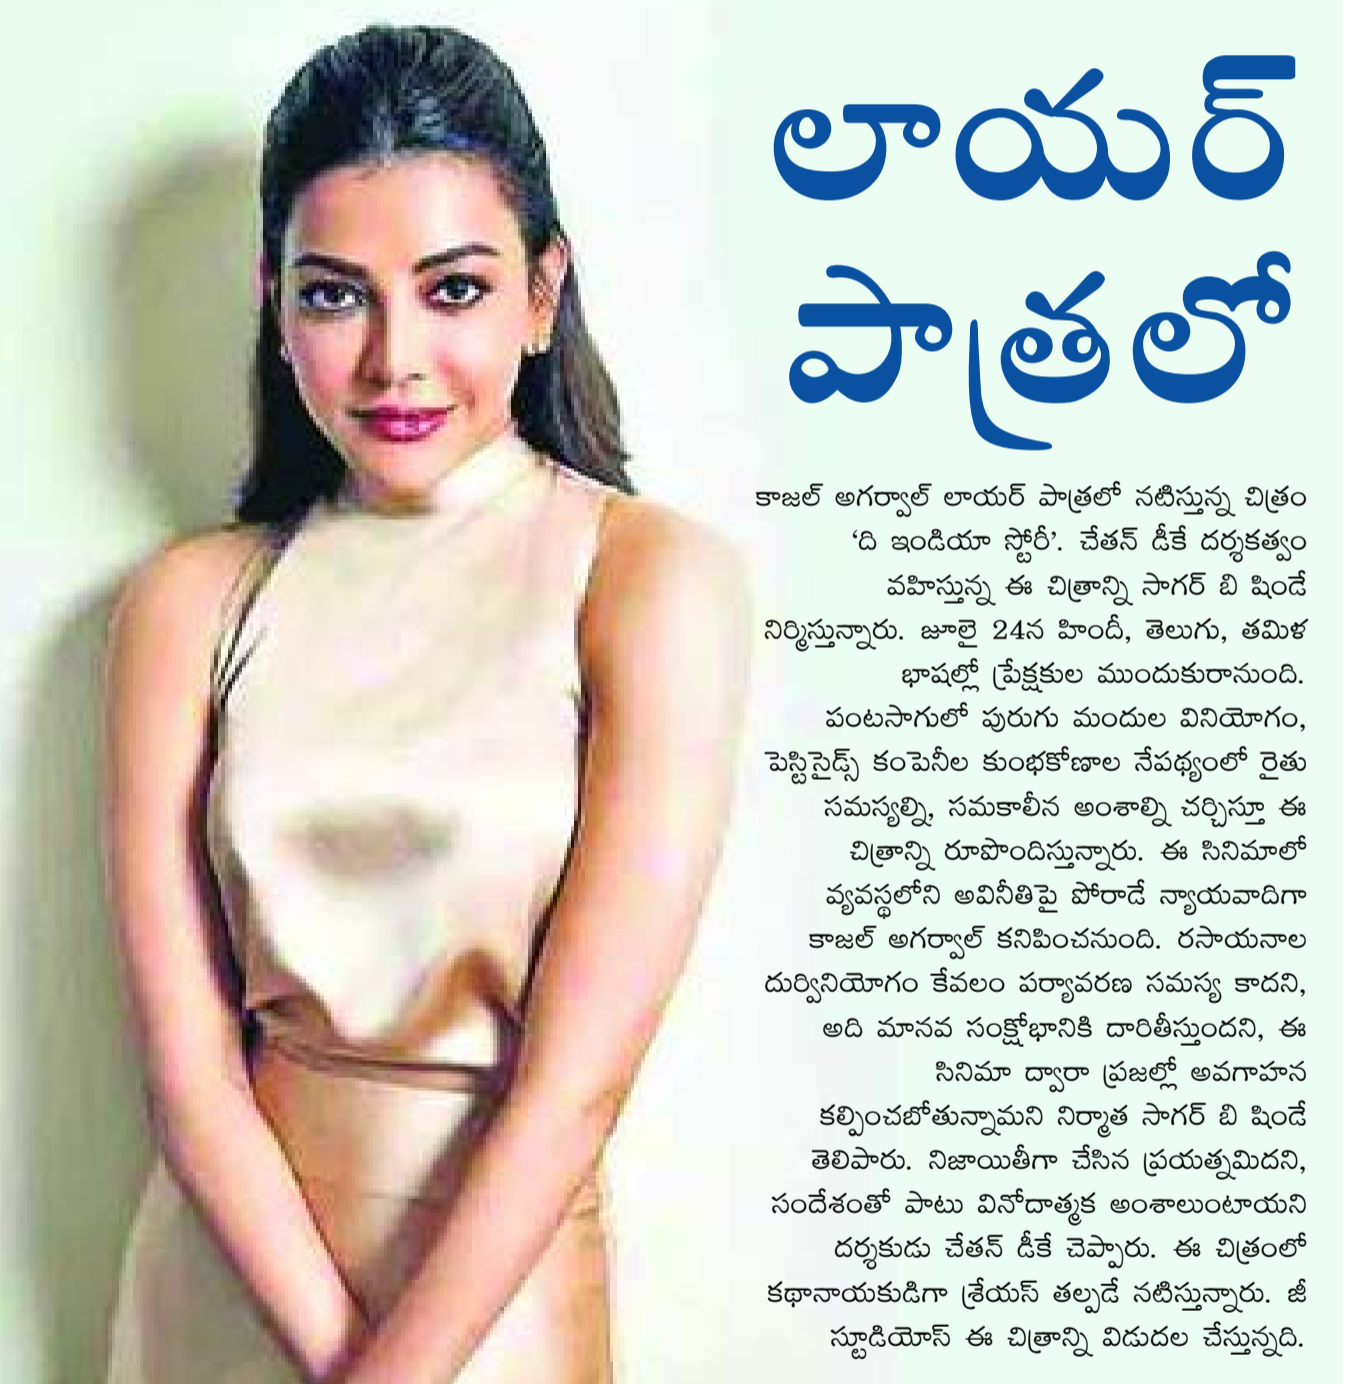 లాయర్
పాత్రలో
కాజల్ అగర్వాల్ లాయర్ పాత్రలో నటిస్తున్న చిత్రం
‘ది ఇండియా స్టోరీ’. చేతన్ డీకే దర్శకత్వం
వహిస్తున్న ఈ చిత్రాన్ని సాగర్ బి షిండే
నిర్మిస్తున్నారు. జూలై 24న హిందీ, తెలుగు, తమిళ
భాషల్లో ప్రేక్షకుల ముందుకురానుంది.
పంటసాగులో పురుగు మందుల వినియోగం,
పెస్టిసైడ్స్ కంపెనీల కుంభకోణాల నేపథ్యంలో రైతు
సమస్యల్ని, సమకాలీన అంశాల్ని చర్చిస్తూ ఈ
చిత్రాన్ని రూపొందిస్తున్నారు. ఈ సినిమాలో
వ్యవస్థలోని అవినీతిపై పోరాడే న్యాయవాదిగా
కాజల్ అగర్వాల్ కనిపించనుంది. రసాయనాల
దుర్వినియోగం కేవలం పర్యావరణ సమస్య కాదని,
అది మానవ సంక్షోభానికి దారితీస్తుందని, ఈ
సినిమా ద్వారా ప్రజల్లో అవగాహన
కల్పించబోతున్నామని నిర్మాత సాగర్ బి షిండే
తెలిపారు. నిజాయితీగా చేసిన ప్రయత్నమిదని,
సందేశంతో పాటు వినోదాత్మక అంశాలుంటాయని
దర్శకుడు చేతన్ డీకే చెప్పారు. ఈ చిత్రంలో
కథానాయకుడిగా శ్రేయస్ తల్పడే నటిస్తున్నారు. జీ
స్టూడియోస్ ఈ చిత్రాన్ని విడుదల చేస్తున్నది.